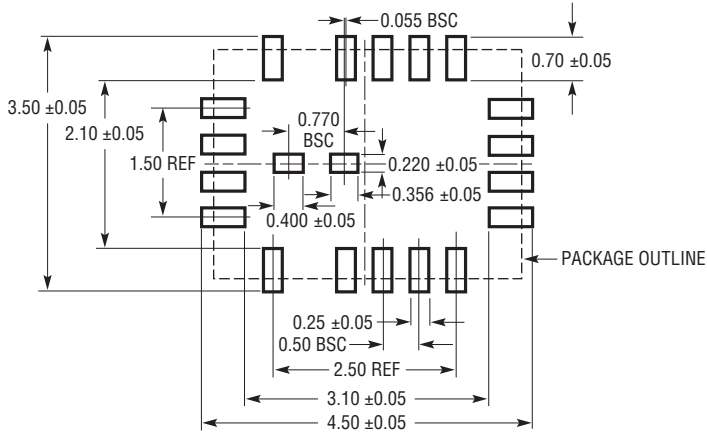 0.055 BSC
0.70 ±0.05
3.50 ±0.05
2.10 ±0.05
0.770
BSC
1.50 REF
0.220 ±0.05
0.356 ±0.05
0.400 ±0.05
PACKAGE OUTLINE
0.25 ±0.05
0.50 BSC
2.50 REF
3.10 ±0.05
4.50 ±0.05